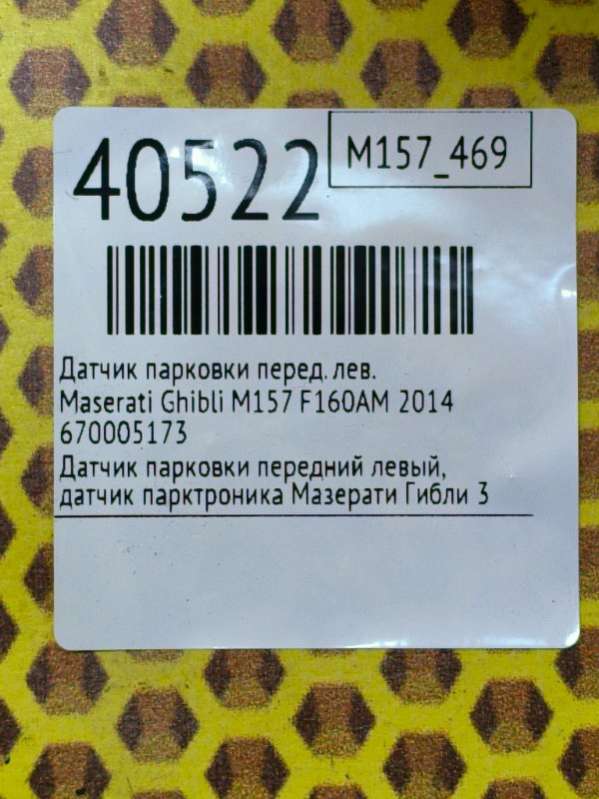 40522
M157_469
Датчик парковки перед. лев.
Maserati Ghibli M157 F160AM 2014
670005173
Датчик парковки передний левый,
датчик парктроника Мазерати Гибли 3